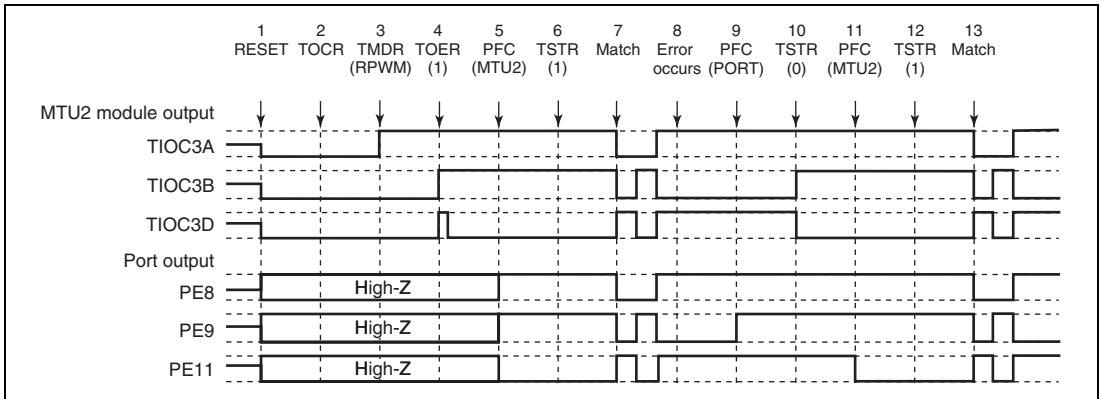 1 2 3 4 5 6 7 8 9 10 11 12 13
RESET TOCR TMDR TOER PFC TSTR Match Error PFC TSTR PFC TSTR Match
(RPWM) (1) (MTU2) (1) occurs (PORT) (0) (MTU2) (1)
MTU2 module output
TIOC3A
TIOC3B
TIOC3D
Port output
PE8 High-Z
PE9 High-Z
PE11 High-Z